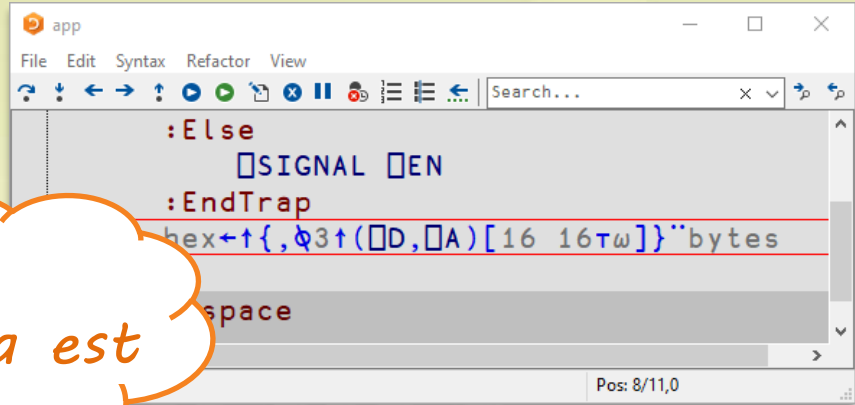 app
File Edit Syntax Refactor View
Search...
:Else
⎕SIGNAL ⎕EN
:EndTrap
hex←↑{,⍉3↑(⎕D,⎕A)[16 16⊤⍵]}¨bytes
space
a est
Pos: 8/11,0